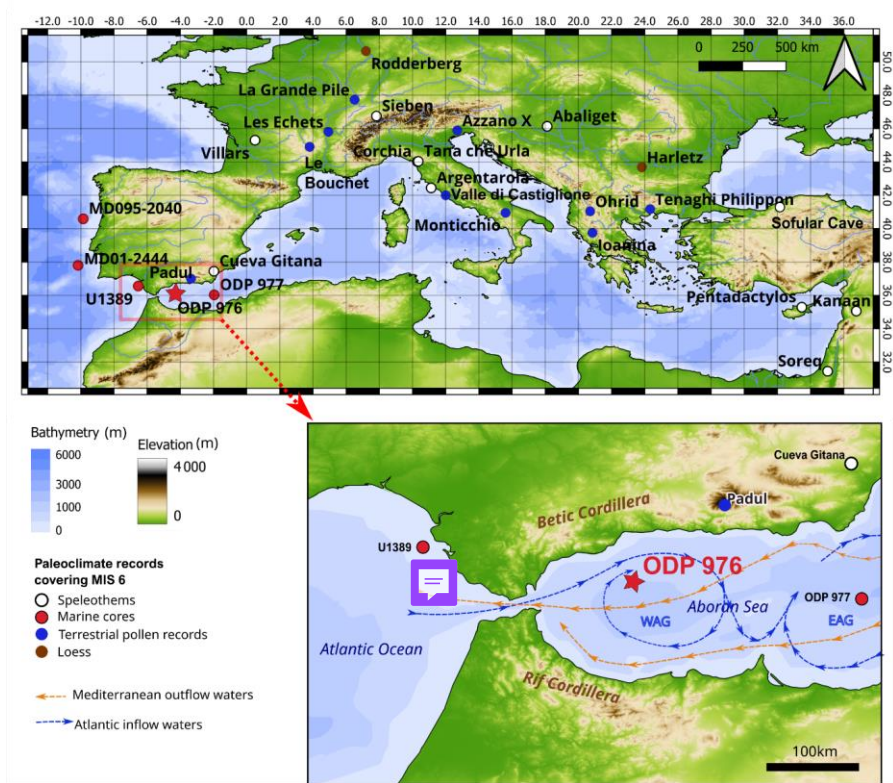 -12.0 -10.0 -8.0 -6.0 -4.0 -2.0 0.0 2.0 4.0 6.0 8.0 10.0 12.0 14.0 16.0 18.0 20.0 22.0 24.0 26.0 28.0 30.0 32.0 34.0 36.0
50.0
48.0
46.0
44.0
42.0
40.0
38.0
36.0
34.0
32.0
0 250 500 km
Rodderberg
La Grande Pile
Sieben
Les Echets
Azzano X
Abaliget
Villars
Le
Bouchet
Corchia
Tana che Urla
Harletz
Argentarola
Valle di Castiglione
MD095-2040
Ohrid
Tenaghi Philippon
Monticchio
Sofular Cave
Ioanina
MD01-2444
Padul
Cueva Gitana
ODP 977
U1389
ODP 976
Pentadactylos
Kanaan
Soreq
Bathymetry (m)
6000
3000
1000
0
Elevation (m)
4000
0
Paleoclimate records
covering MIS 6
Speleothems
Marine cores
Terrestrial pollen records
Loess
Mediterranean outflow waters
Atlantic inflow waters
Cueva Gitana
Betic Cordillera
Padul
U1389
ODP 976
Aboran Sea
ODP 977
WAG
EAG
Atlantic Ocean
Rif Cordillera
100km